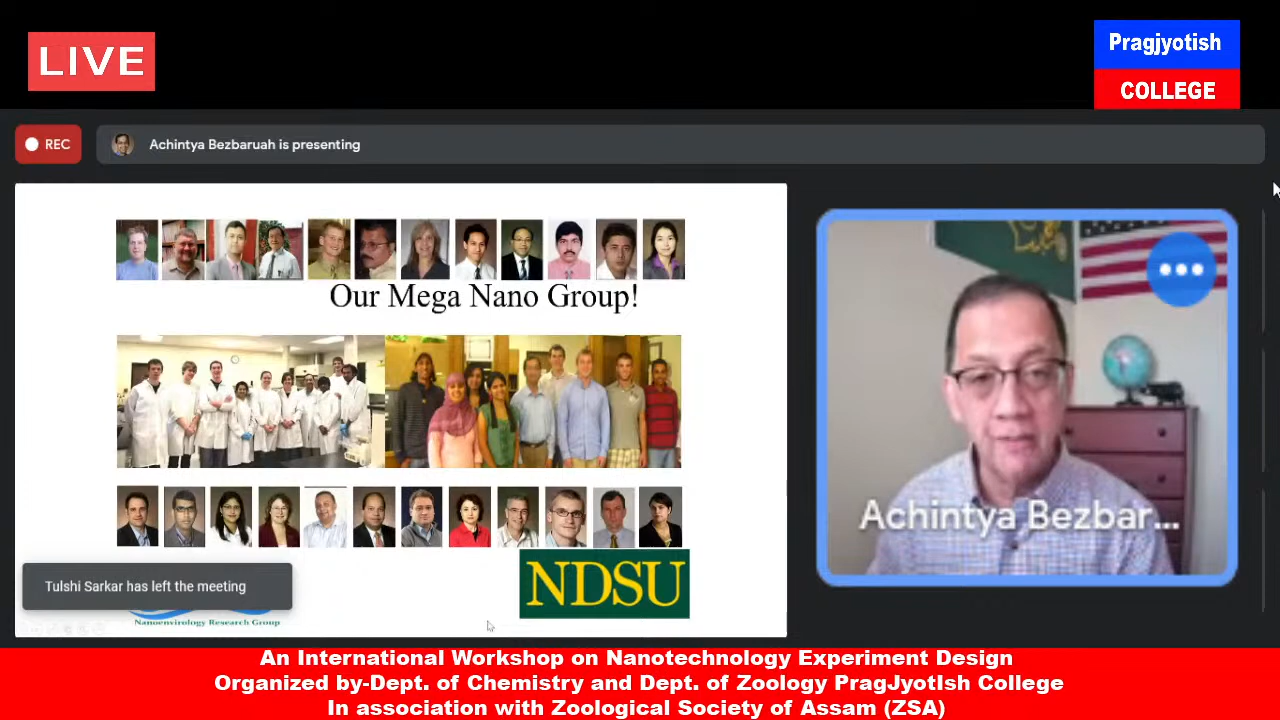 LIVE
Pragjyotish
COLLEGE
REC
Achintya Bezbaruah is presenting
Our Mega Nano Group!
Achintya Bezbar...
NDSU
Tulshi Sarkar has left the meeting
Nanoenvirology Research Group
An International Workshop on Nanotechnology Experiment Design
Organized by-Dept. of Chemistry and Dept. of Zoology PragJyotIsh College
In association with Zoological Society of Assam (ZSA)